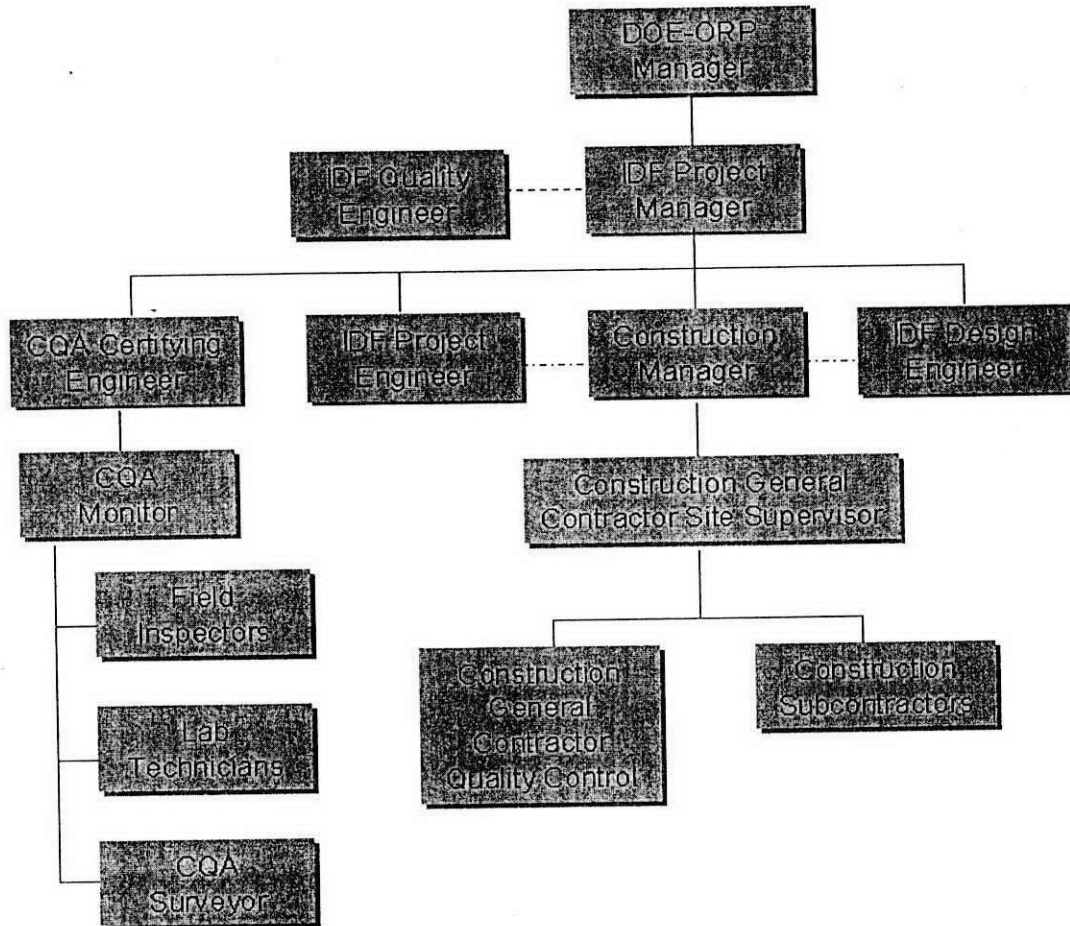 DOE-ORP
Manager
IDF Quality
Engineer
IDF Project
Manager
CQA Certifying
Engineer
IDF Project
Engineer
Construction
Manager
IDF Design
Engineer
CQA
Monitor
Construction General
Contractor Site Supervisor
Field
Inspectors
Lab
Technicians
CQA
Surveyor
Construction
General
Contractor
Quality Control
Construction
Subcontractors